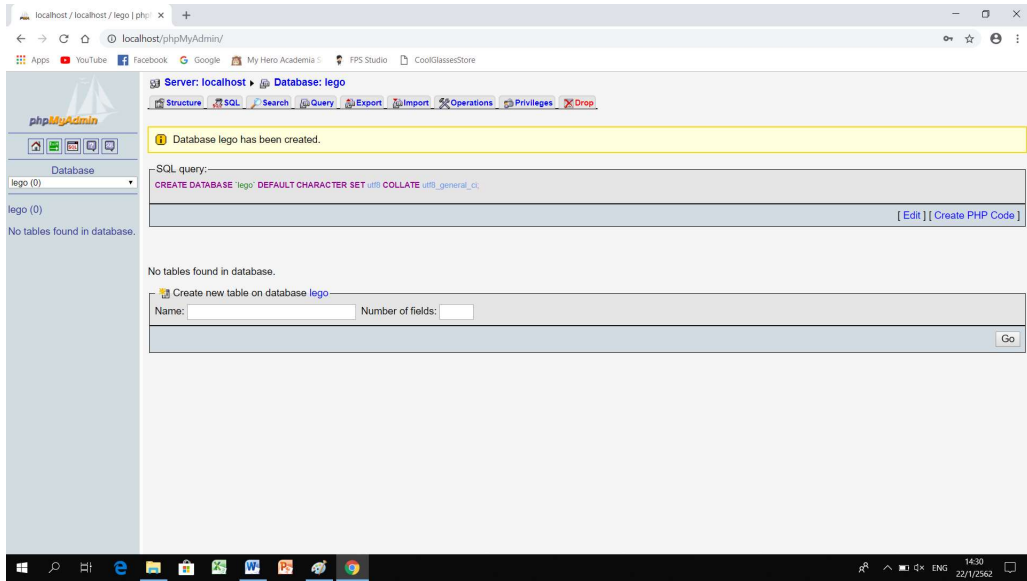 localhost / localhost / lego | php
localhost/phpMyAdmin/
Apps YouTube Facebook Google My Hero Academia S FPS Studio CoolGlassesStore
phpMyAdmin
SQL
Database
lego (0)
lego (0)
No tables found in database.
Server: localhost Database: lego
Structure SQL Search Query Export Import Operations Privileges Drop
Database lego has been created.
SQL query:
CREATE DATABASE `lego` DEFAULT CHARACTER SET utf8 COLLATE utf8_general_ci;
[ Edit ] [ Create PHP Code ]
No tables found in database.
Create new table on database lego
Name: Number of fields:
Go
ENG
14:30
22/1/2562